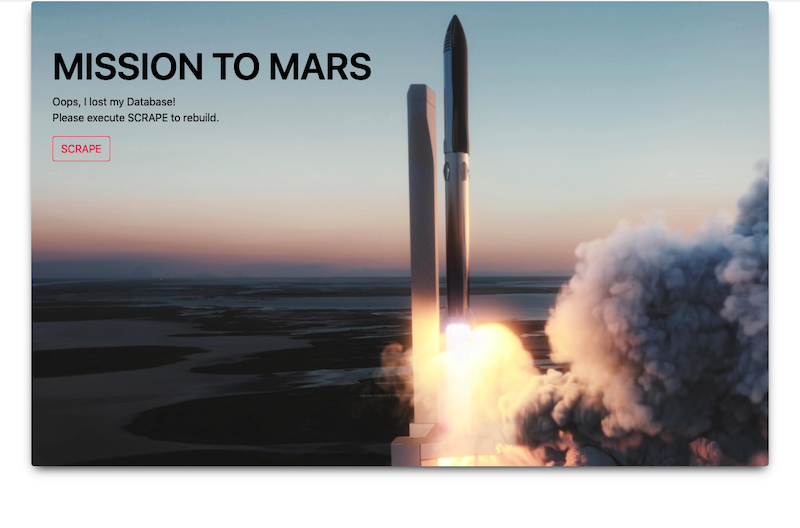 MISSION TO MARS
Oops, I lost my Database!
Please execute SCRAPE to rebuild.
SCRAPE